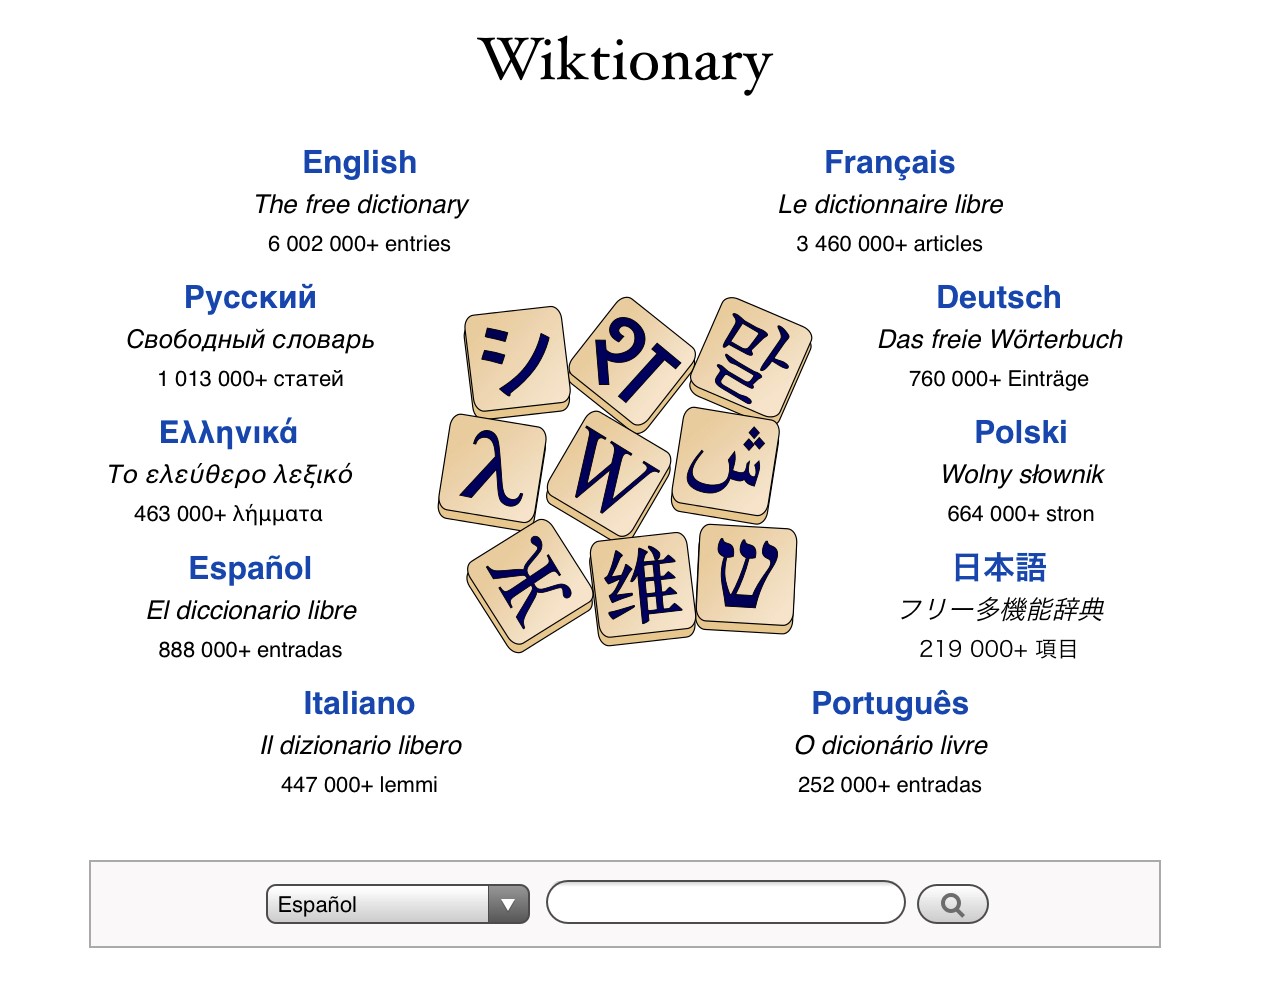 Wiktionary
English
The free dictionary
6 002 000+ entries
Français
Le dictionnaire libre
3 460 000+ articles
Русский
Свободный словарь
1 013 000+ статей
Deutsch
Das freie Wörterbuch
760 000+ Einträge
Ελληνικά
Το ελεύθερο λεξικό
463 000+ λήμματα
Polski
Wolny słownik
664 000+ stron
Español
El diccionario libre
888 000+ entradas
日本語
フリー多機能辞典
219 000+ 項目
Italiano
Il dizionario libero
447 000+ lemmi
Português
O dicionário livre
252 000+ entradas
シ श 말
λ W ش
Ж 维 ש
Español